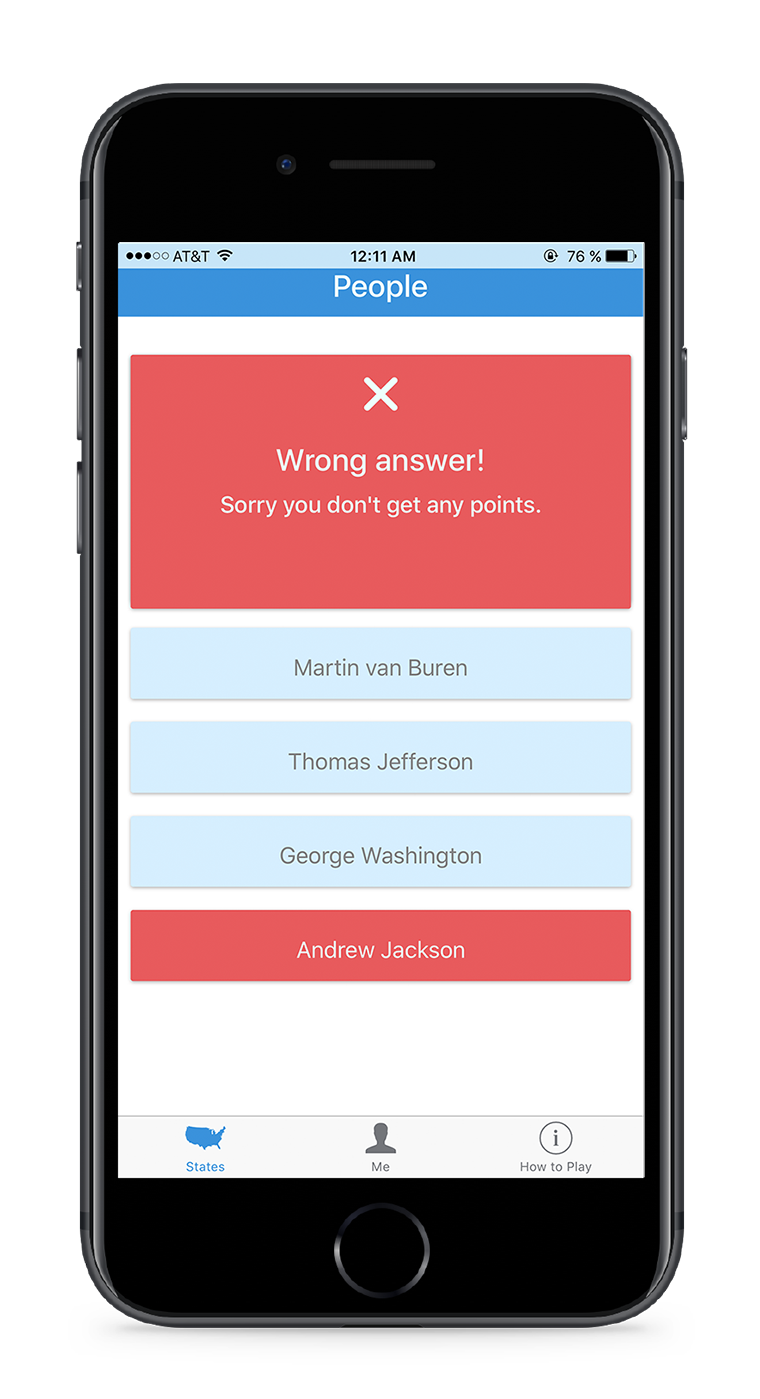 AT&T 12:11 AM 76 %
People
Wrong answer!
Sorry you don't get any points.
Martin van Buren
Thomas Jefferson
George Washington
Andrew Jackson
States Me How to Play